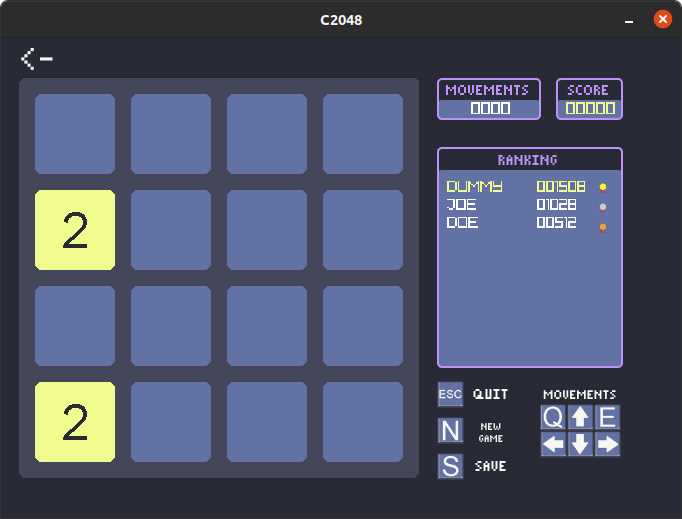 C2048
<-
MOVEMENTS
0000
SCORE
00000
RANKING
DUMMY 001508
JOE 01028
DOE 00512
2
2
ESC QUIT
N NEW GAME
S SAVE
MOVEMENTS
Q E